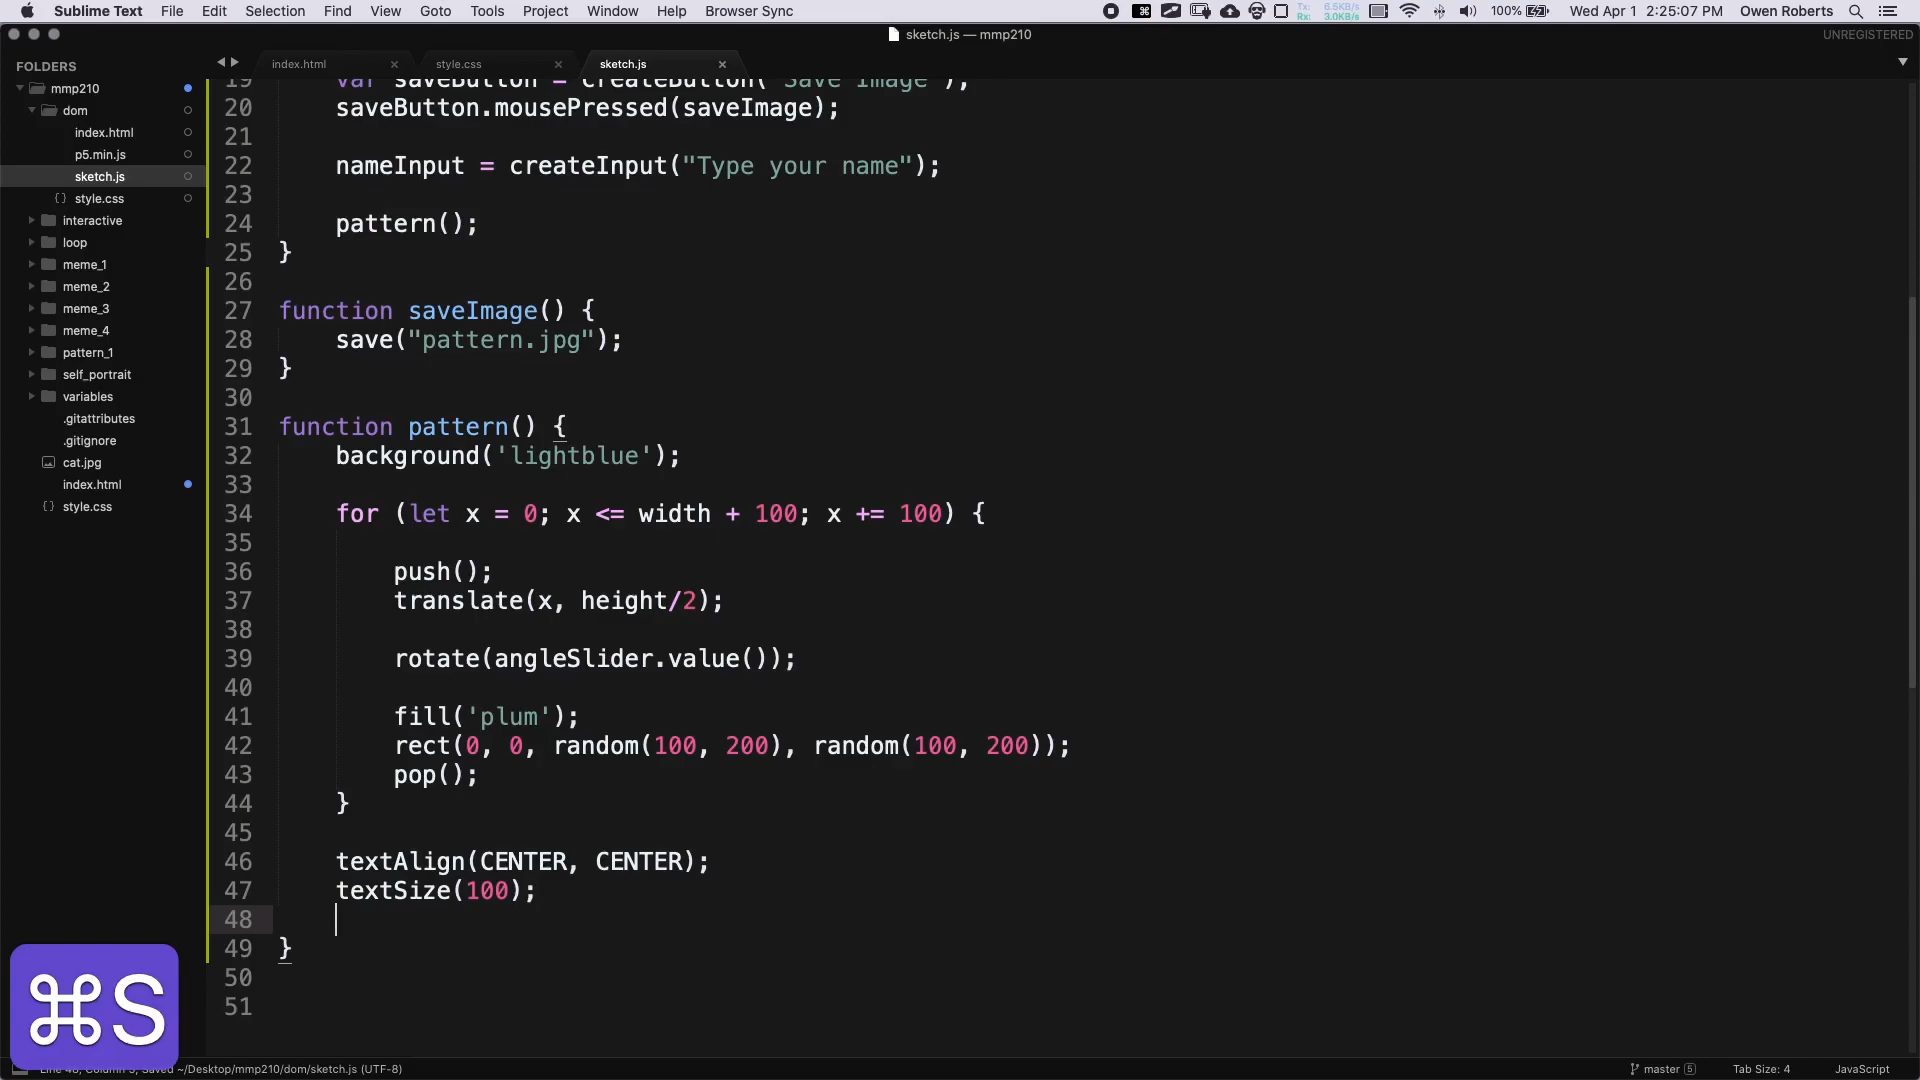 Sublime Text File Edit Selection Find View Goto Tools Project Window Help Browser Sync
Tx: 6.5KB/s
Rx: 3.0KB/s
100% Wed Apr 1 2:25:07 PM Owen Roberts
sketch.js — mmp210 UNREGISTERED
FOLDERS
mmp210
dom
index.html
p5.min.js
sketch.js
{} style.css
interactive
loop
meme_1
meme_2
meme_3
meme_4
pattern_1
self_portrait
variables
.gitattributes
.gitignore
cat.jpg
index.html
{} style.css
index.html × style.css × sketch.js ×
19 var saveButton = createButton("Save Image");
20 saveButton.mousePressed(saveImage);
21
22 nameInput = createInput("Type your name");
23
24 pattern();
25 }
26
27 function saveImage() {
28 save("pattern.jpg");
29 }
30
31 function pattern() {
32 background('lightblue');
33
34 for (let x = 0; x <= width + 100; x += 100) {
35
36 push();
37 translate(x, height/2);
38
39 rotate(angleSlider.value());
40
41 fill('plum');
42 rect(0, 0, random(100, 200), random(100, 200));
43 pop();
44 }
45
46 textAlign(CENTER, CENTER);
47 textSize(100);
48
49 }
50
51
⌘S
Line 48, Column 5, Saved ~/Desktop/mmp210/dom/sketch.js (UTF-8) master 5 Tab Size: 4 JavaScript